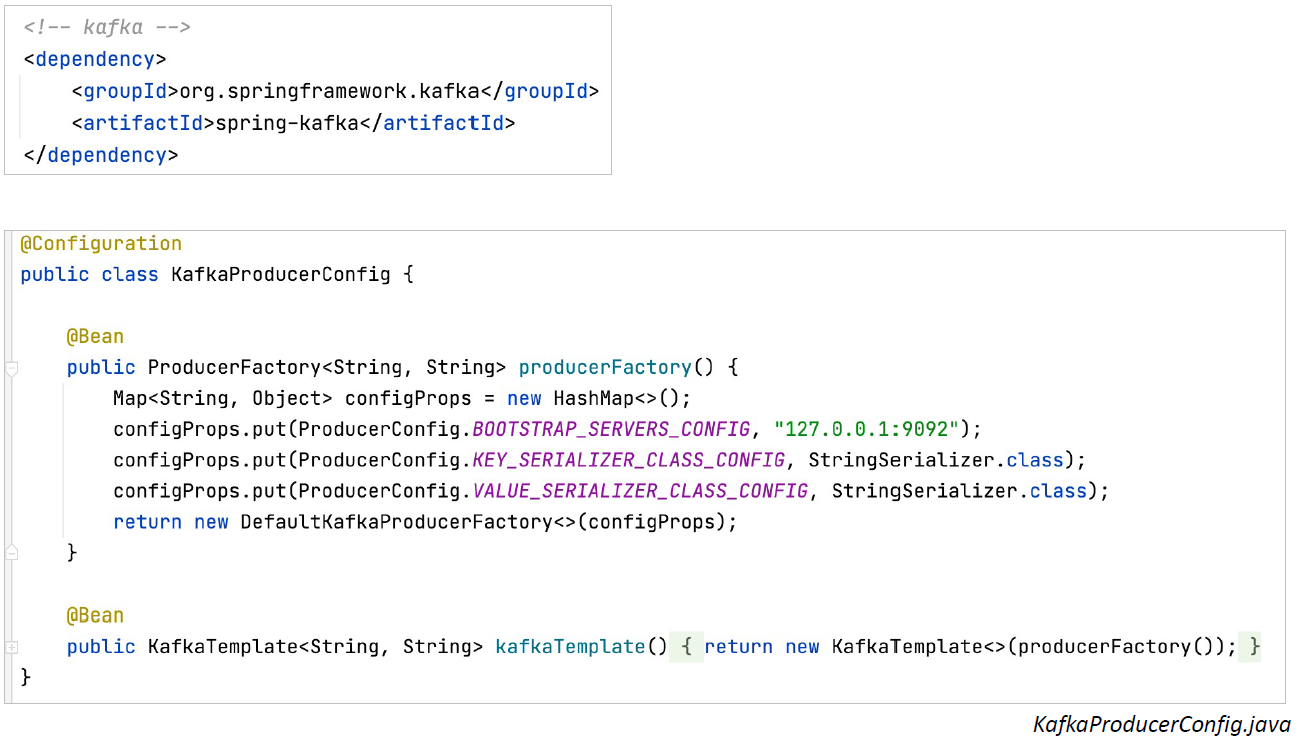 <!-- kafka -->
<dependency>
    <groupId>org.springframework.kafka</groupId>
    <artifactId>spring-kafka</artifactId>
</dependency>
@Configuration
public class KafkaProducerConfig {
    @Bean
    public ProducerFactory<String, String> producerFactory() {
        Map<String, Object> configProps = new HashMap<>();
        configProps.put(ProducerConfig.BOOTSTRAP_SERVERS_CONFIG, "127.0.0.1:9092");
        configProps.put(ProducerConfig.KEY_SERIALIZER_CLASS_CONFIG, StringSerializer.class);
        configProps.put(ProducerConfig.VALUE_SERIALIZER_CLASS_CONFIG, StringSerializer.class);
        return new DefaultKafkaProducerFactory<>(configProps);
    }
    @Bean
    public KafkaTemplate<String, String> kafkaTemplate() { return new KafkaTemplate<>(producerFactory()); }
}
KafkaProducerConfig.java